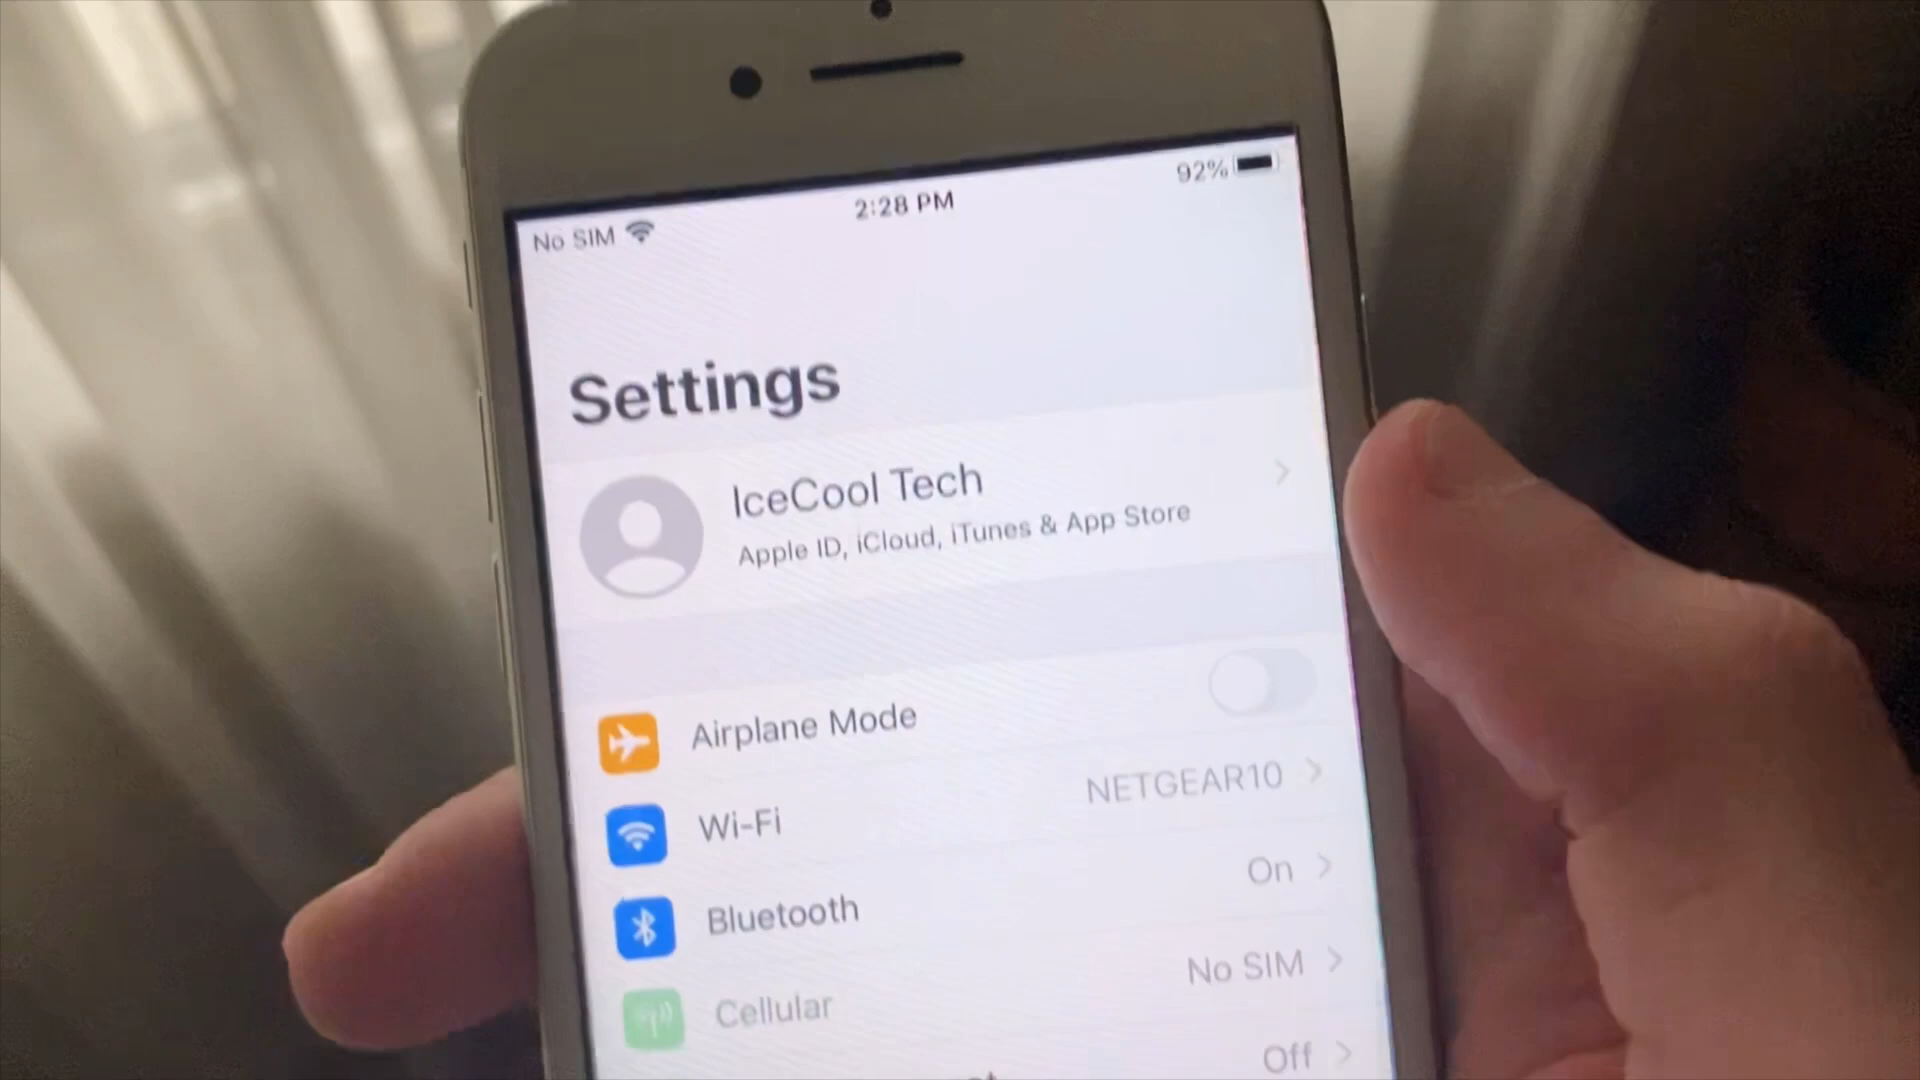 No SIM 2:28 PM 92%
Settings
IceCool Tech
Apple ID, iCloud, iTunes & App Store
Airplane Mode
Wi-Fi NETGEAR10
Bluetooth On
Cellular No SIM
Off